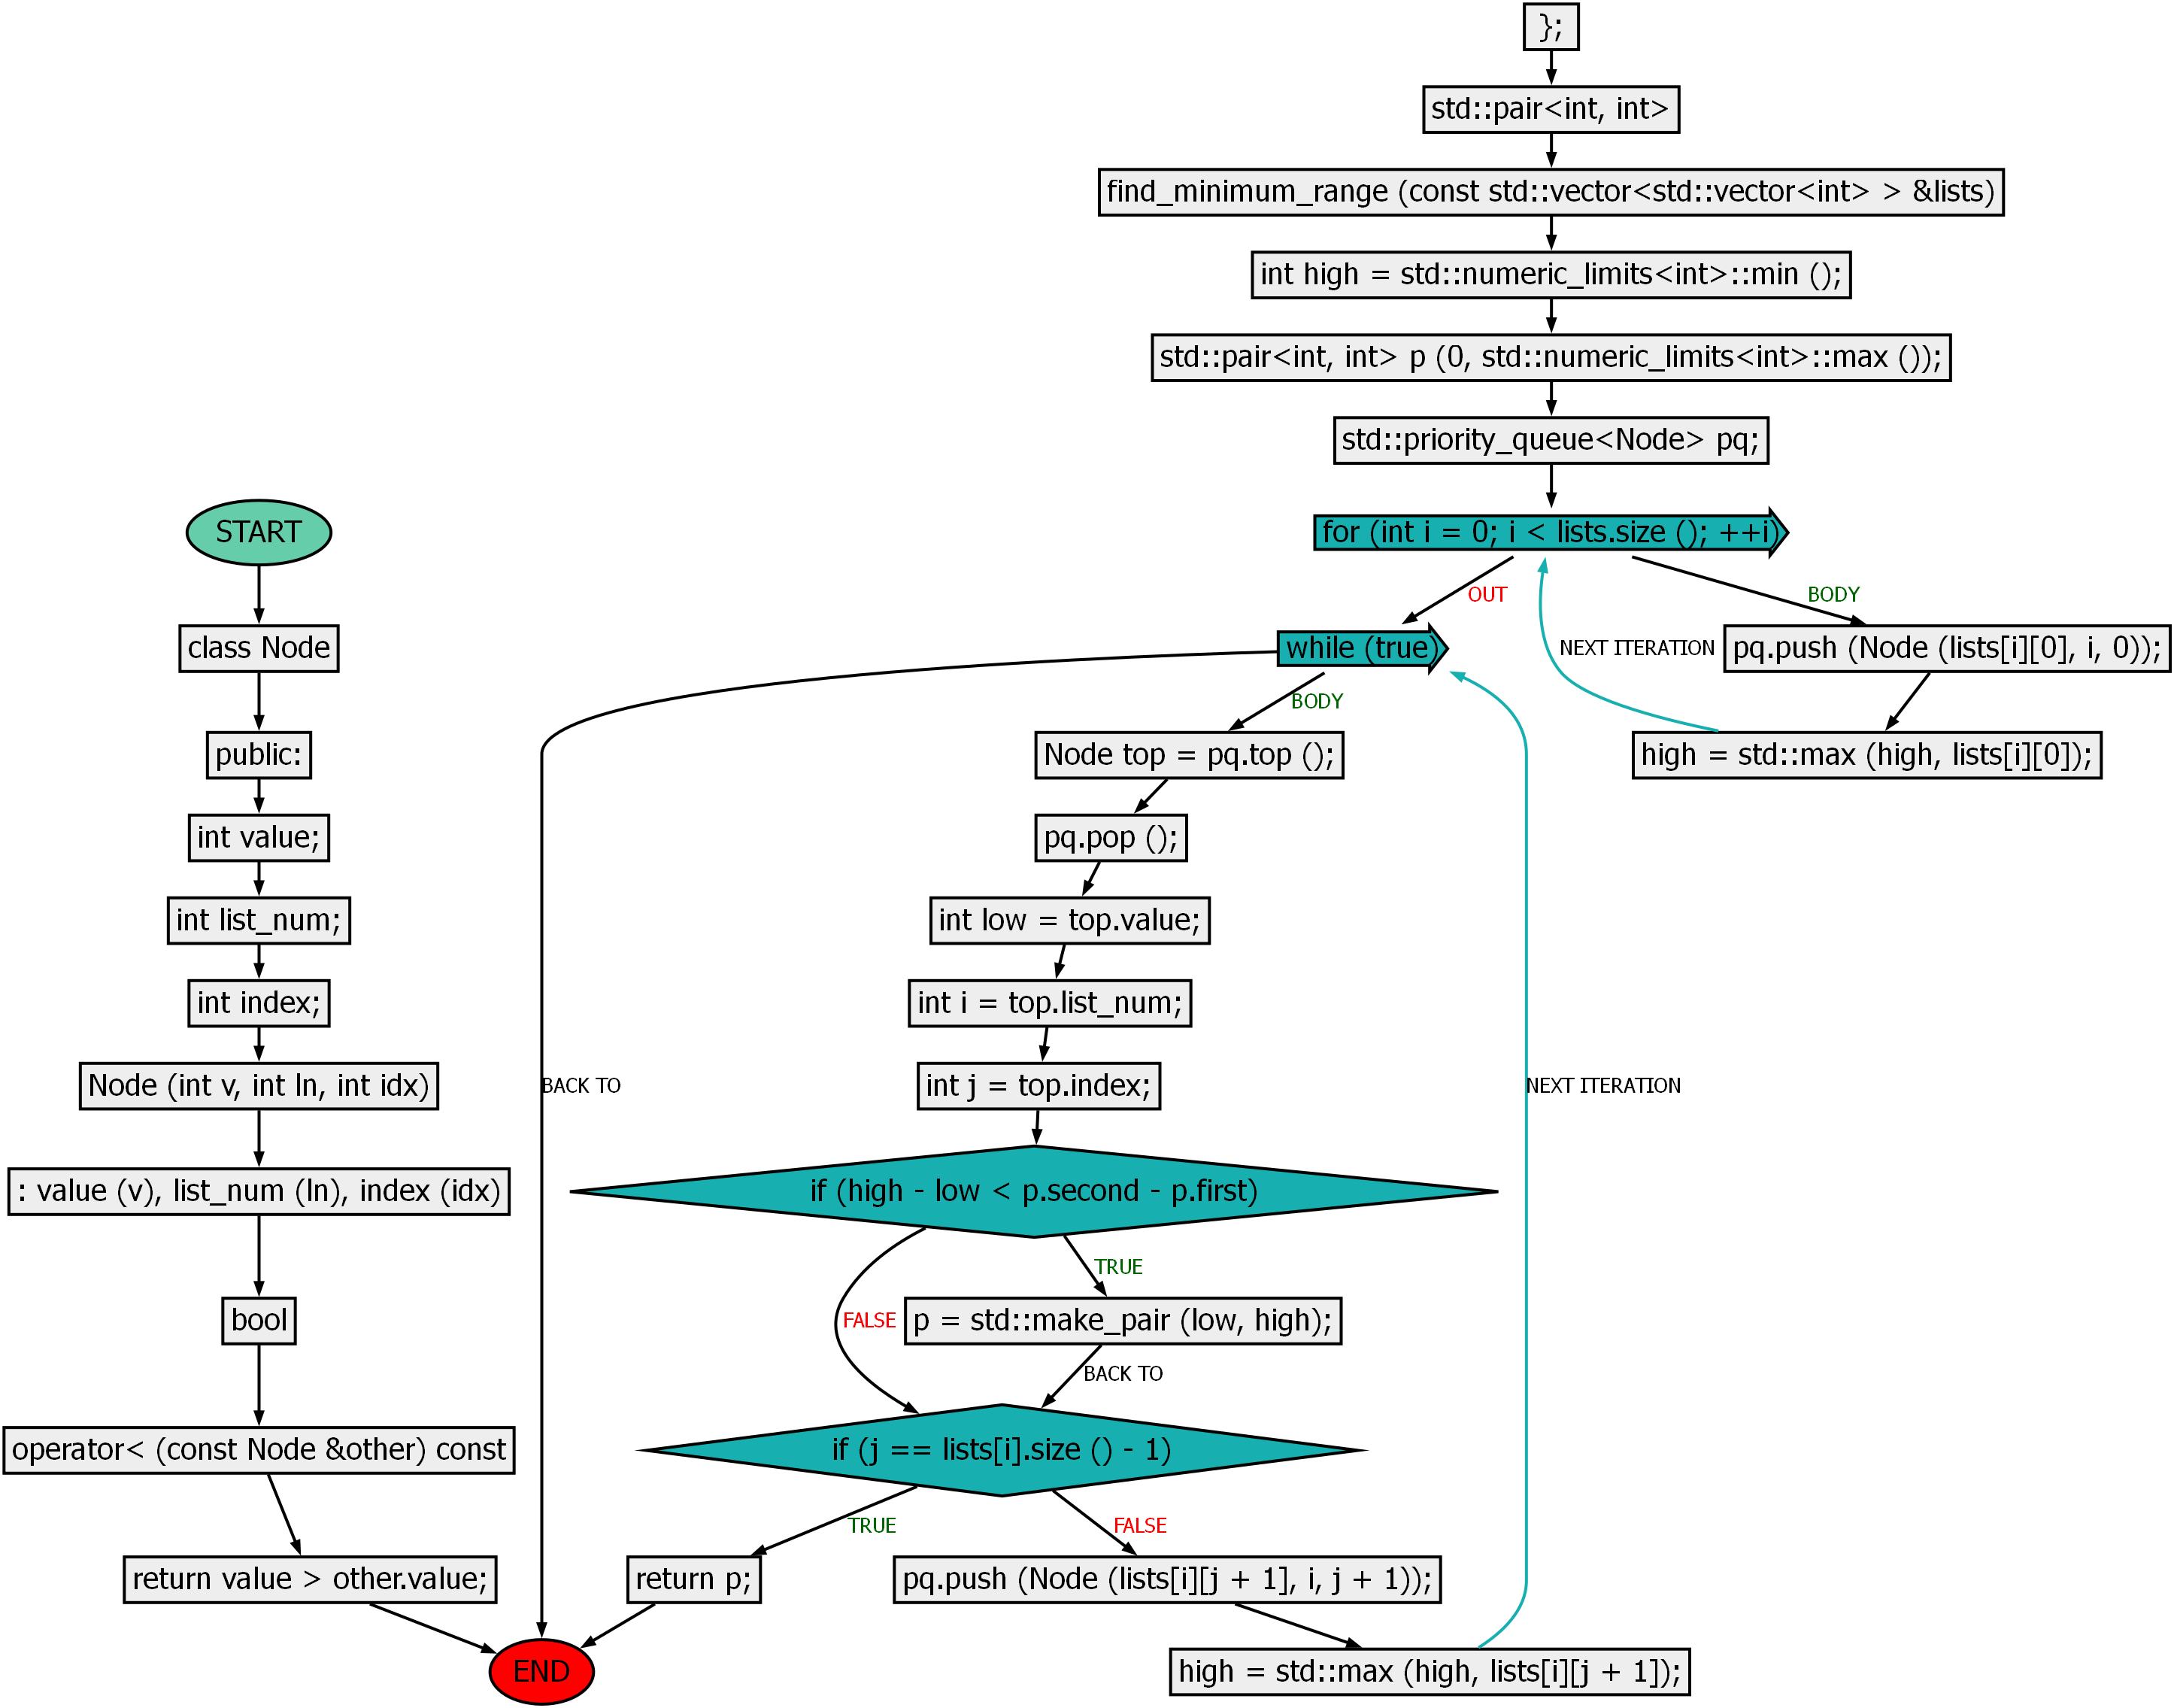 };
std::pair<int, int>
find_minimum_range (const std::vector<std::vector<int> > &lists)
int high = std::numeric_limits<int>::min ();
std::pair<int, int> p (0, std::numeric_limits<int>::max ());
std::priority_queue<Node> pq;
for (int i = 0; i < lists.size (); ++i)
OUT
BODY
NEXT ITERATION
pq.push (Node (lists[i][0], i, 0));
high = std::max (high, lists[i][0]);
START
class Node
public:
int value;
int list_num;
int index;
Node (int v, int ln, int idx)
: value (v), list_num (ln), index (idx)
bool
operator< (const Node &other) const
return value > other.value;
while (true)
BODY
BACK TO
NEXT ITERATION
Node top = pq.top ();
pq.pop ();
int low = top.value;
int i = top.list_num;
int j = top.index;
if (high - low < p.second - p.first)
TRUE
FALSE
p = std::make_pair (low, high);
BACK TO
if (j == lists[i].size () - 1)
TRUE
FALSE
return p;
pq.push (Node (lists[i][j + 1], i, j + 1));
high = std::max (high, lists[i][j + 1]);
END